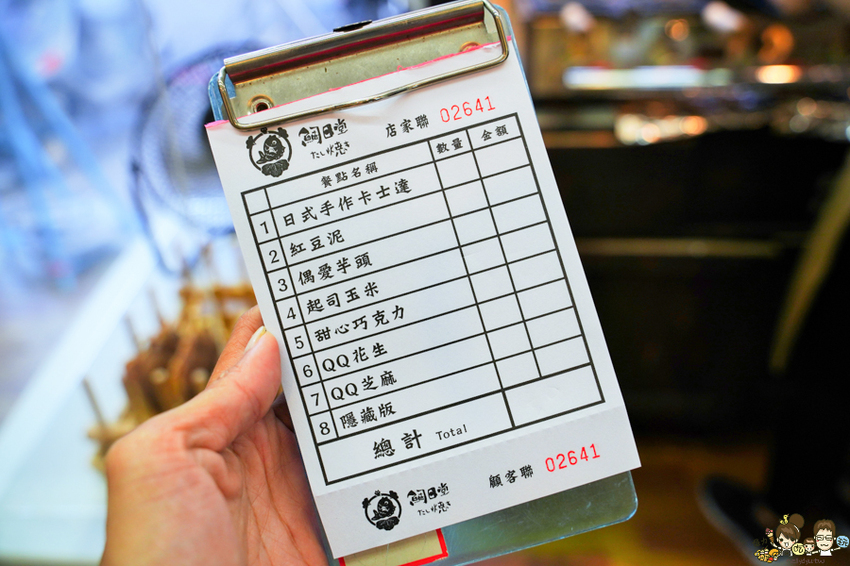 鯛日堂
たい焼き
店家聯 02641
餐點名稱 數量 金額
1 日式手作卡士達
2 紅豆泥
3 偶愛芋頭
4 起司玉米
5 甜心巧克力
6 QQ花生
7 QQ芝麻
8 隱藏版
總計 Total
鯛日堂
たい焼き
顧客聯 02641